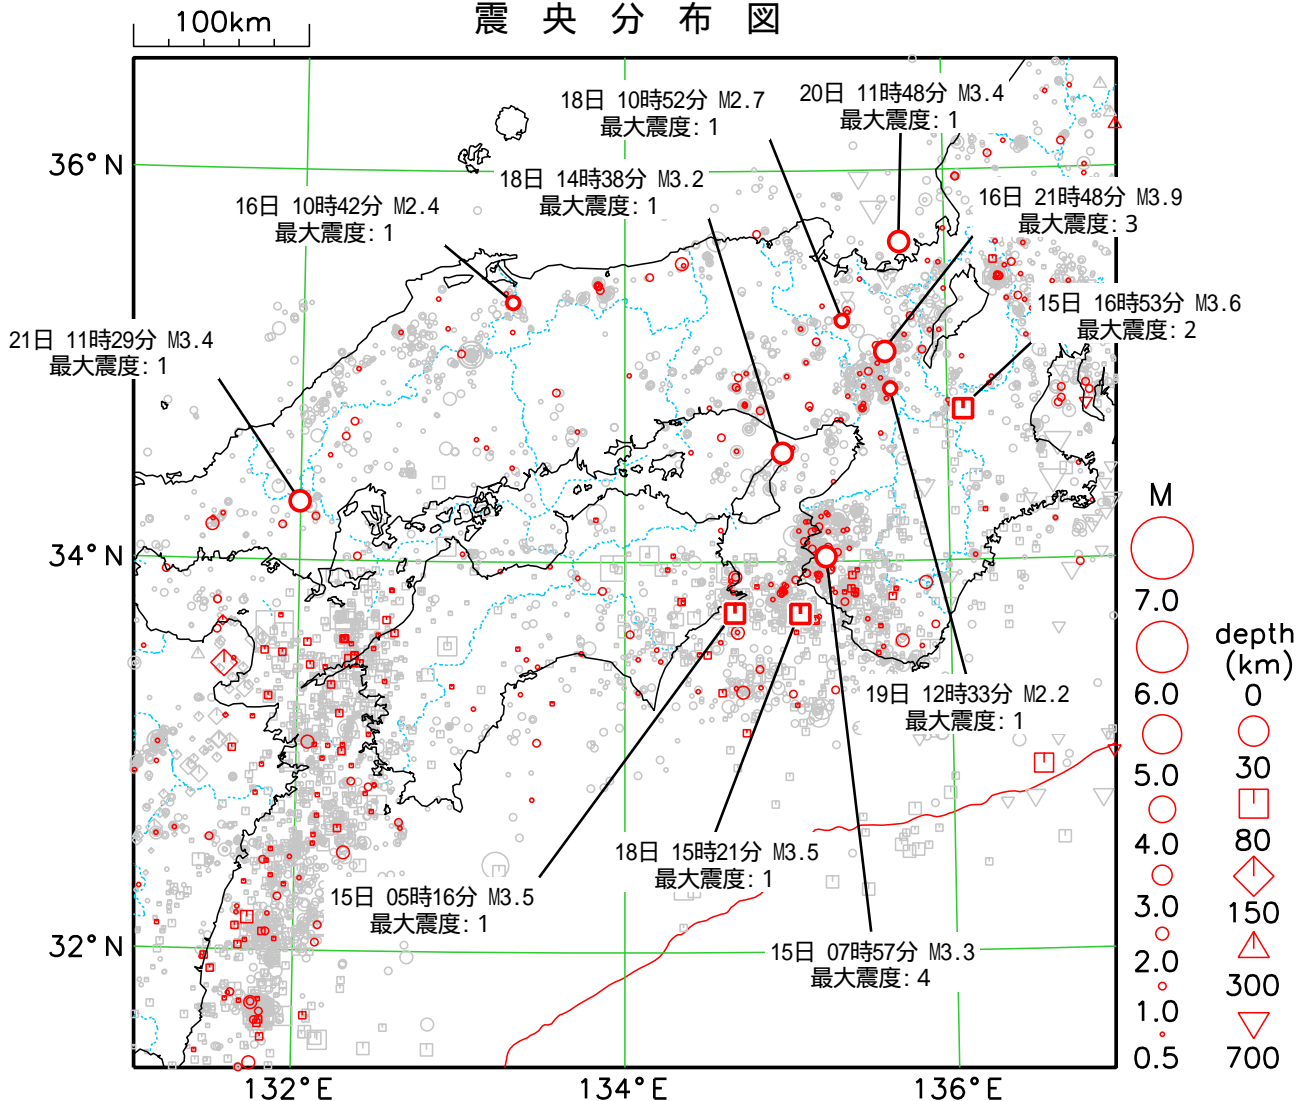 震央分布図
100km
18日 10時52分 M2.7
最大震度: 1
20日 11時48分 M3.4
最大震度: 1
36°N
18日 14時38分 M3.2
最大震度: 1
16日 10時42分 M2.4
最大震度: 1
16日 21時48分 M3.9
最大震度: 3
15日 16時53分 M3.6
最大震度: 2
21日 11時29分 M3.4
最大震度: 1
34°N
19日 12時33分 M2.2
最大震度: 1
18日 15時21分 M3.5
最大震度: 1
15日 05時16分 M3.5
最大震度: 1
15日 07時57分 M3.3
最大震度: 4
32°N
132°E
134°E
136°E
M
7.0
6.0
5.0
4.0
3.0
2.0
1.0
0.5
depth
(km)
0
30
80
150
300
700